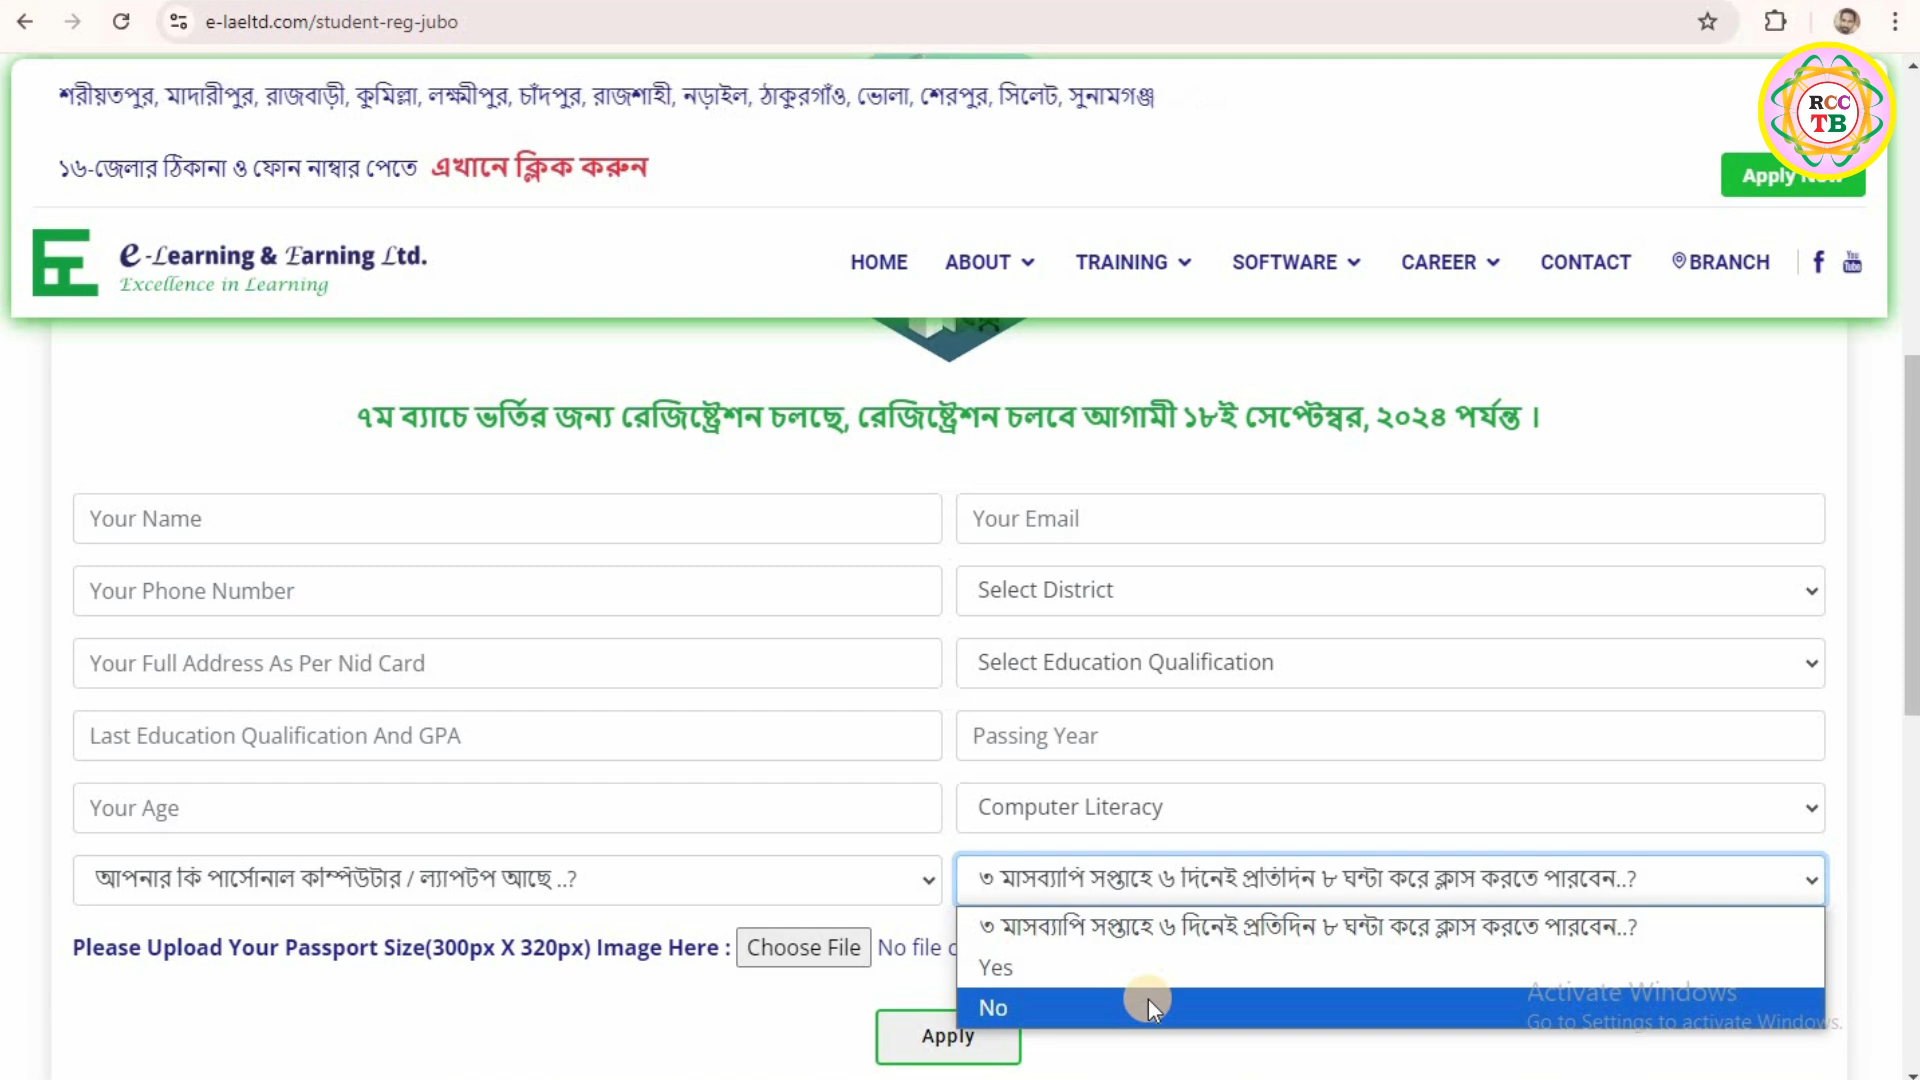 e-laeltd.com/student-reg-jubo
শরীয়তপুর, মাদারীপুর, রাজবাড়ী, কুমিল্লা, লক্ষ্মীপুর, চাঁদপুর, রাজশাহী, নড়াইল, ঠাকুরগাঁও, ভোলা, শেরপুর, সিলেট, সুনামগঞ্জ
RCC
TB
১৬-জেলার ঠিকানা ও ফোন নাম্বার পেতে এখানে ক্লিক করুন
Apply
e-Learning & Earning Ltd.
Excellence in Learning
HOME ABOUT TRAINING SOFTWARE CAREER CONTACT BRANCH f You Tube
৭ম ব্যাচে ভর্তির জন্য রেজিষ্ট্রেশন চলছে, রেজিষ্ট্রেশন চলবে আগামী ১৮ই সেপ্টেম্বর, ২০২৪ পর্যন্ত ।
Your Name Your Email
Your Phone Number Select District
Your Full Address As Per Nid Card Select Education Qualification
Last Education Qualification And GPA Passing Year
Your Age Computer Literacy
আপনার কি পার্সোনাল কম্পিউটার / ল্যাপটপ আছে ..? ৩ মাসব্যাপি সপ্তাহে ৬ দিনেই প্রতিদিন ৮ ঘন্টা করে ক্লাস করতে পারবেন..?
৩ মাসব্যাপি সপ্তাহে ৬ দিনেই প্রতিদিন ৮ ঘন্টা করে ক্লাস করতে পারবেন..?
Please Upload Your Passport Size(300px X 320px) Image Here : Choose File No file
Yes
No
Activate Windows
Go to Settings to activate Windows.
Apply